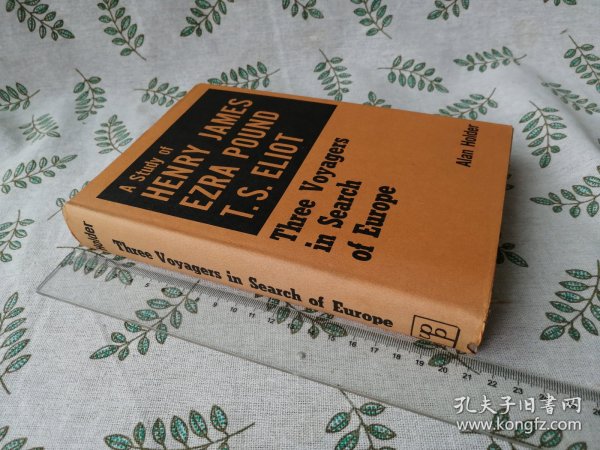 A Study of
HENRY JAMES
EZRA POUND
T. S. ELIOT
Three Voyagers
in Search
of Europe
Alan Holder
Holder
Three Voyagers in Search of Europe
up
p
孔夫子旧书网
www.kongfz.com